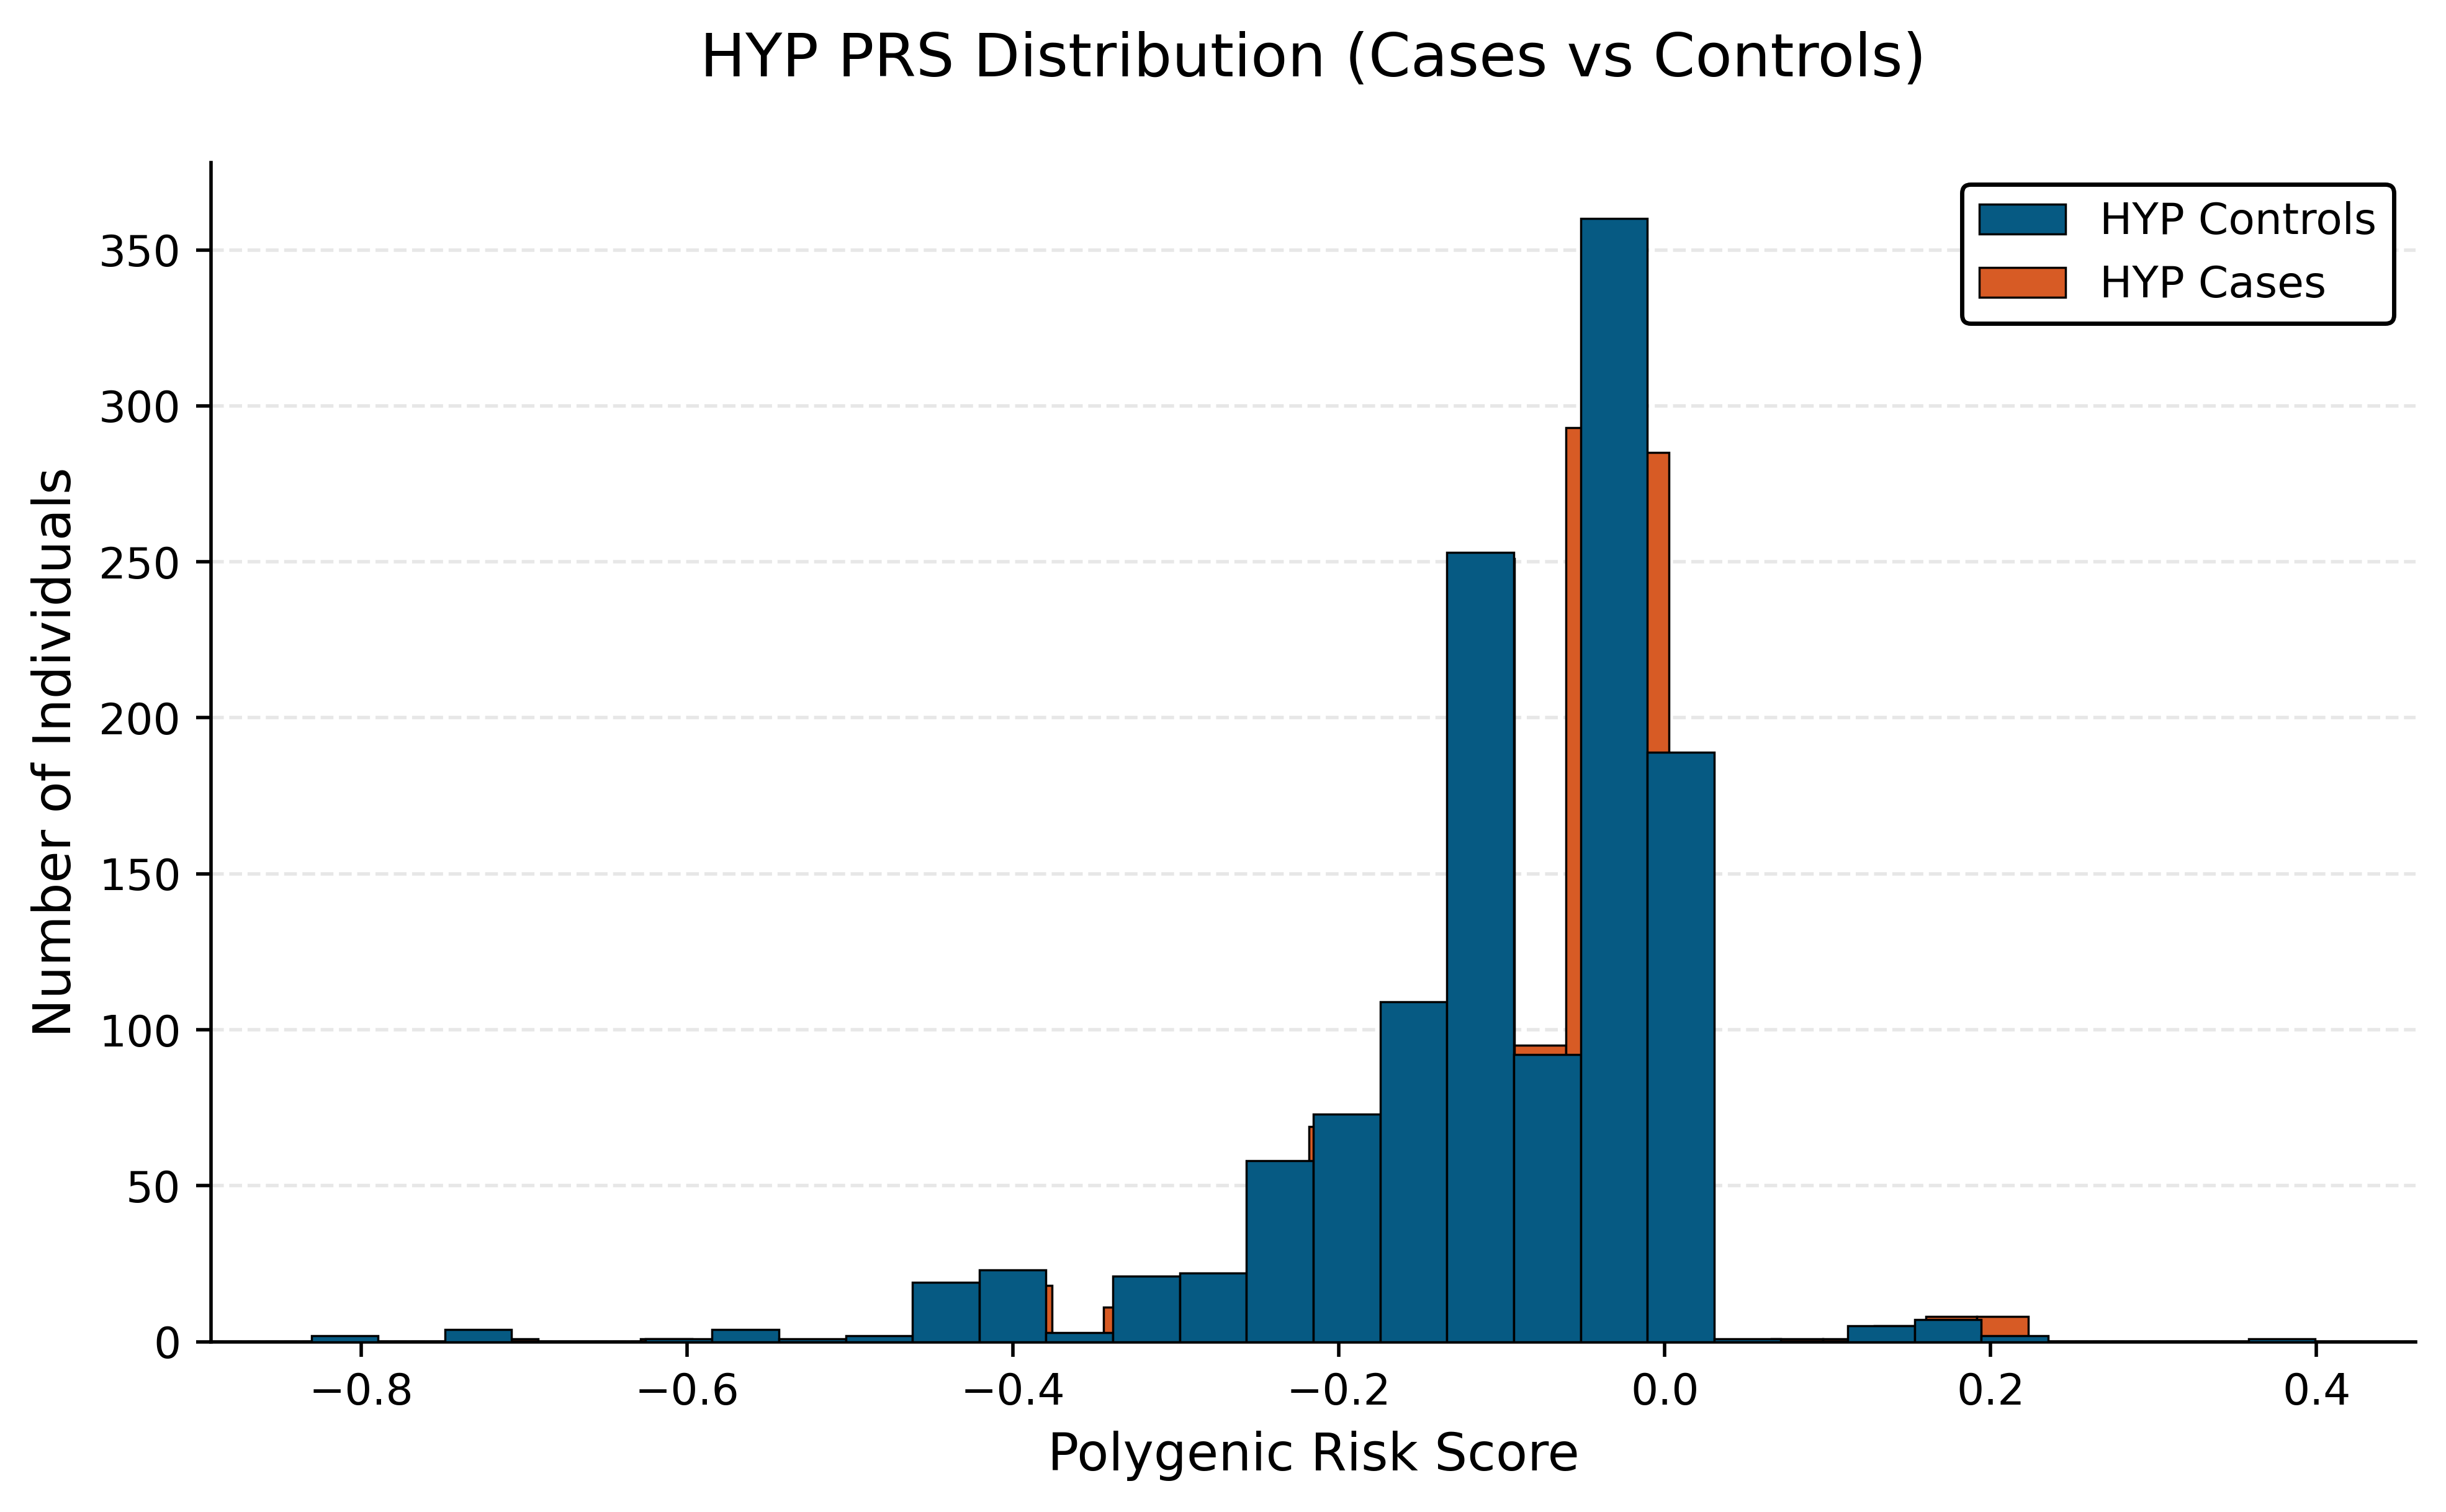 HYP PRS Distribution (Cases vs Controls)
HYP Controls
HYP Cases
Number of Individuals
350
300
250
200
150
100
50
0
−0.8 −0.6 −0.4 −0.2 0.0 0.2 0.4
Polygenic Risk Score